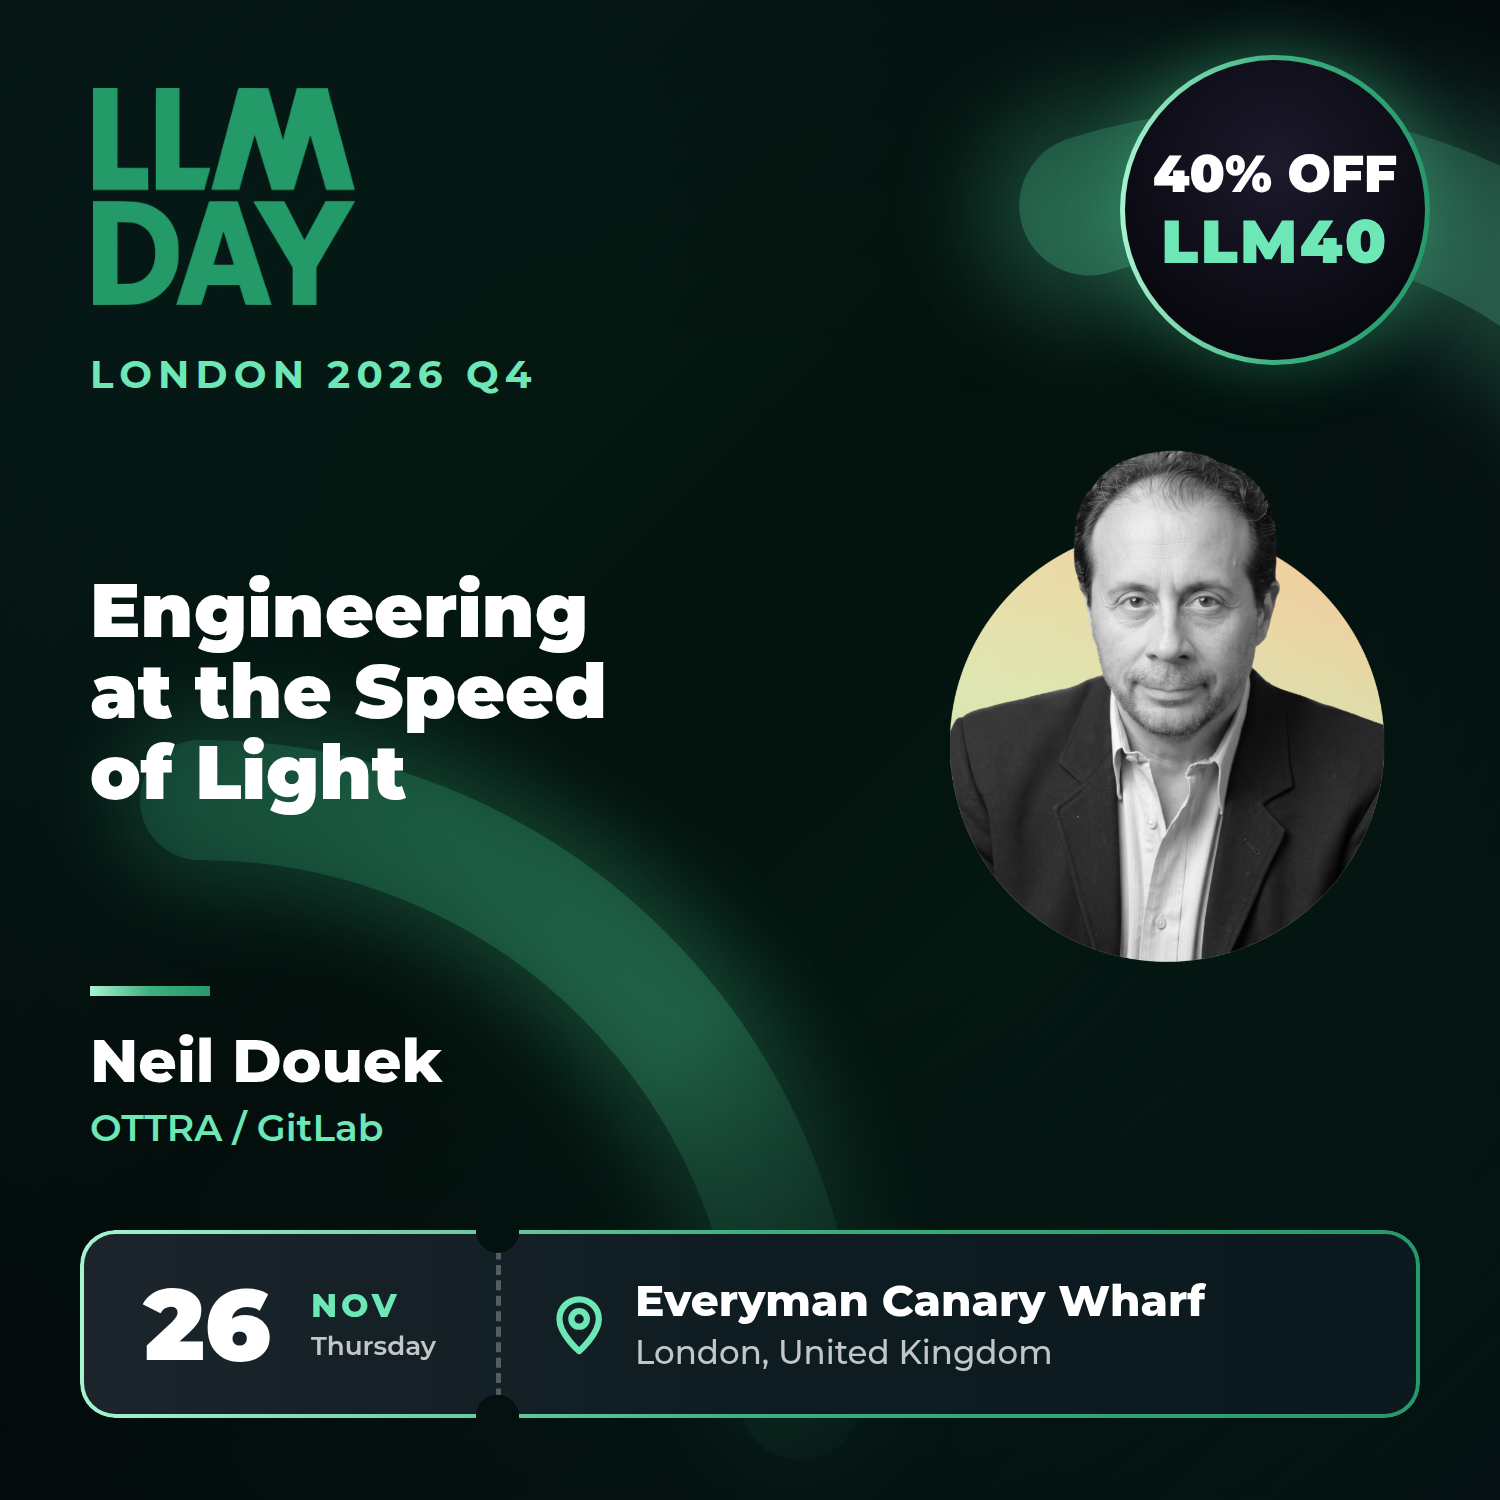 LLM
DAY
LONDON 2026 Q4
40% OFF
LLM40
Engineering
at the Speed
of Light
Neil Douek
OTTRA / GitLab
26
NOV
Thursday
Everyman Canary Wharf
London, United Kingdom